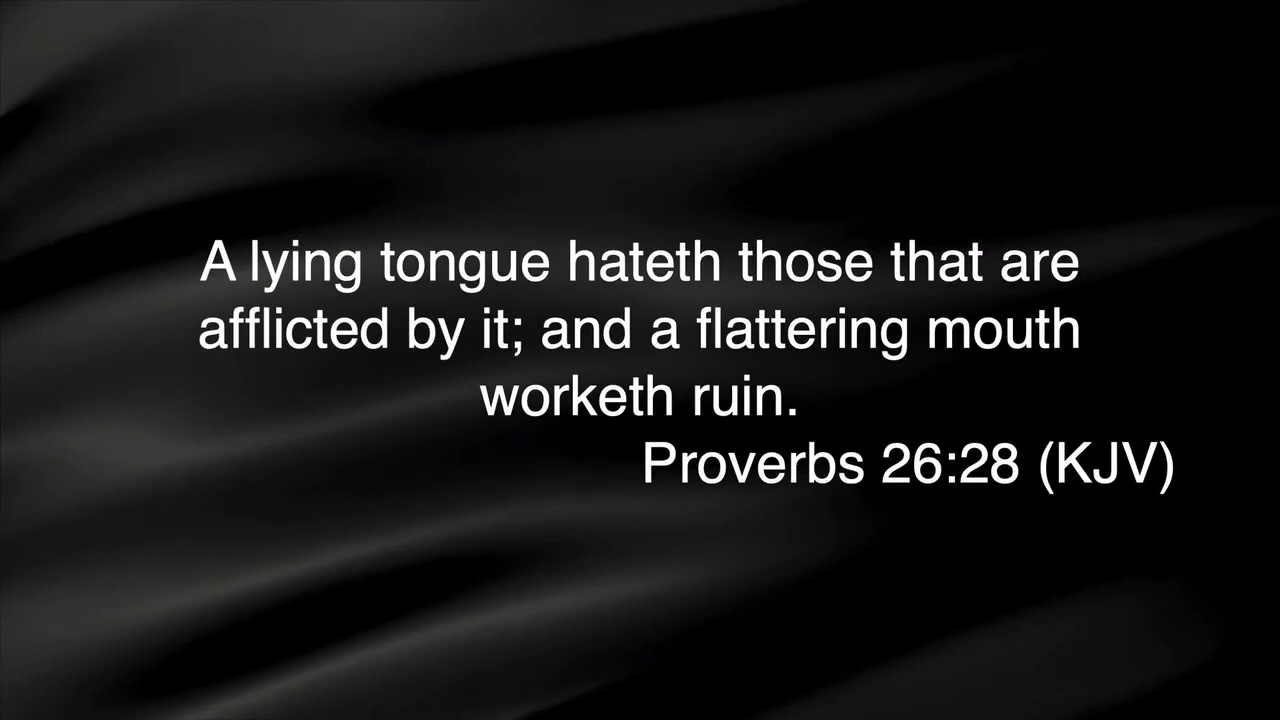 A lying tongue hateth those that are
afflicted by it; and a flattering mouth
worketh ruin.
Proverbs 26:28 (KJV)